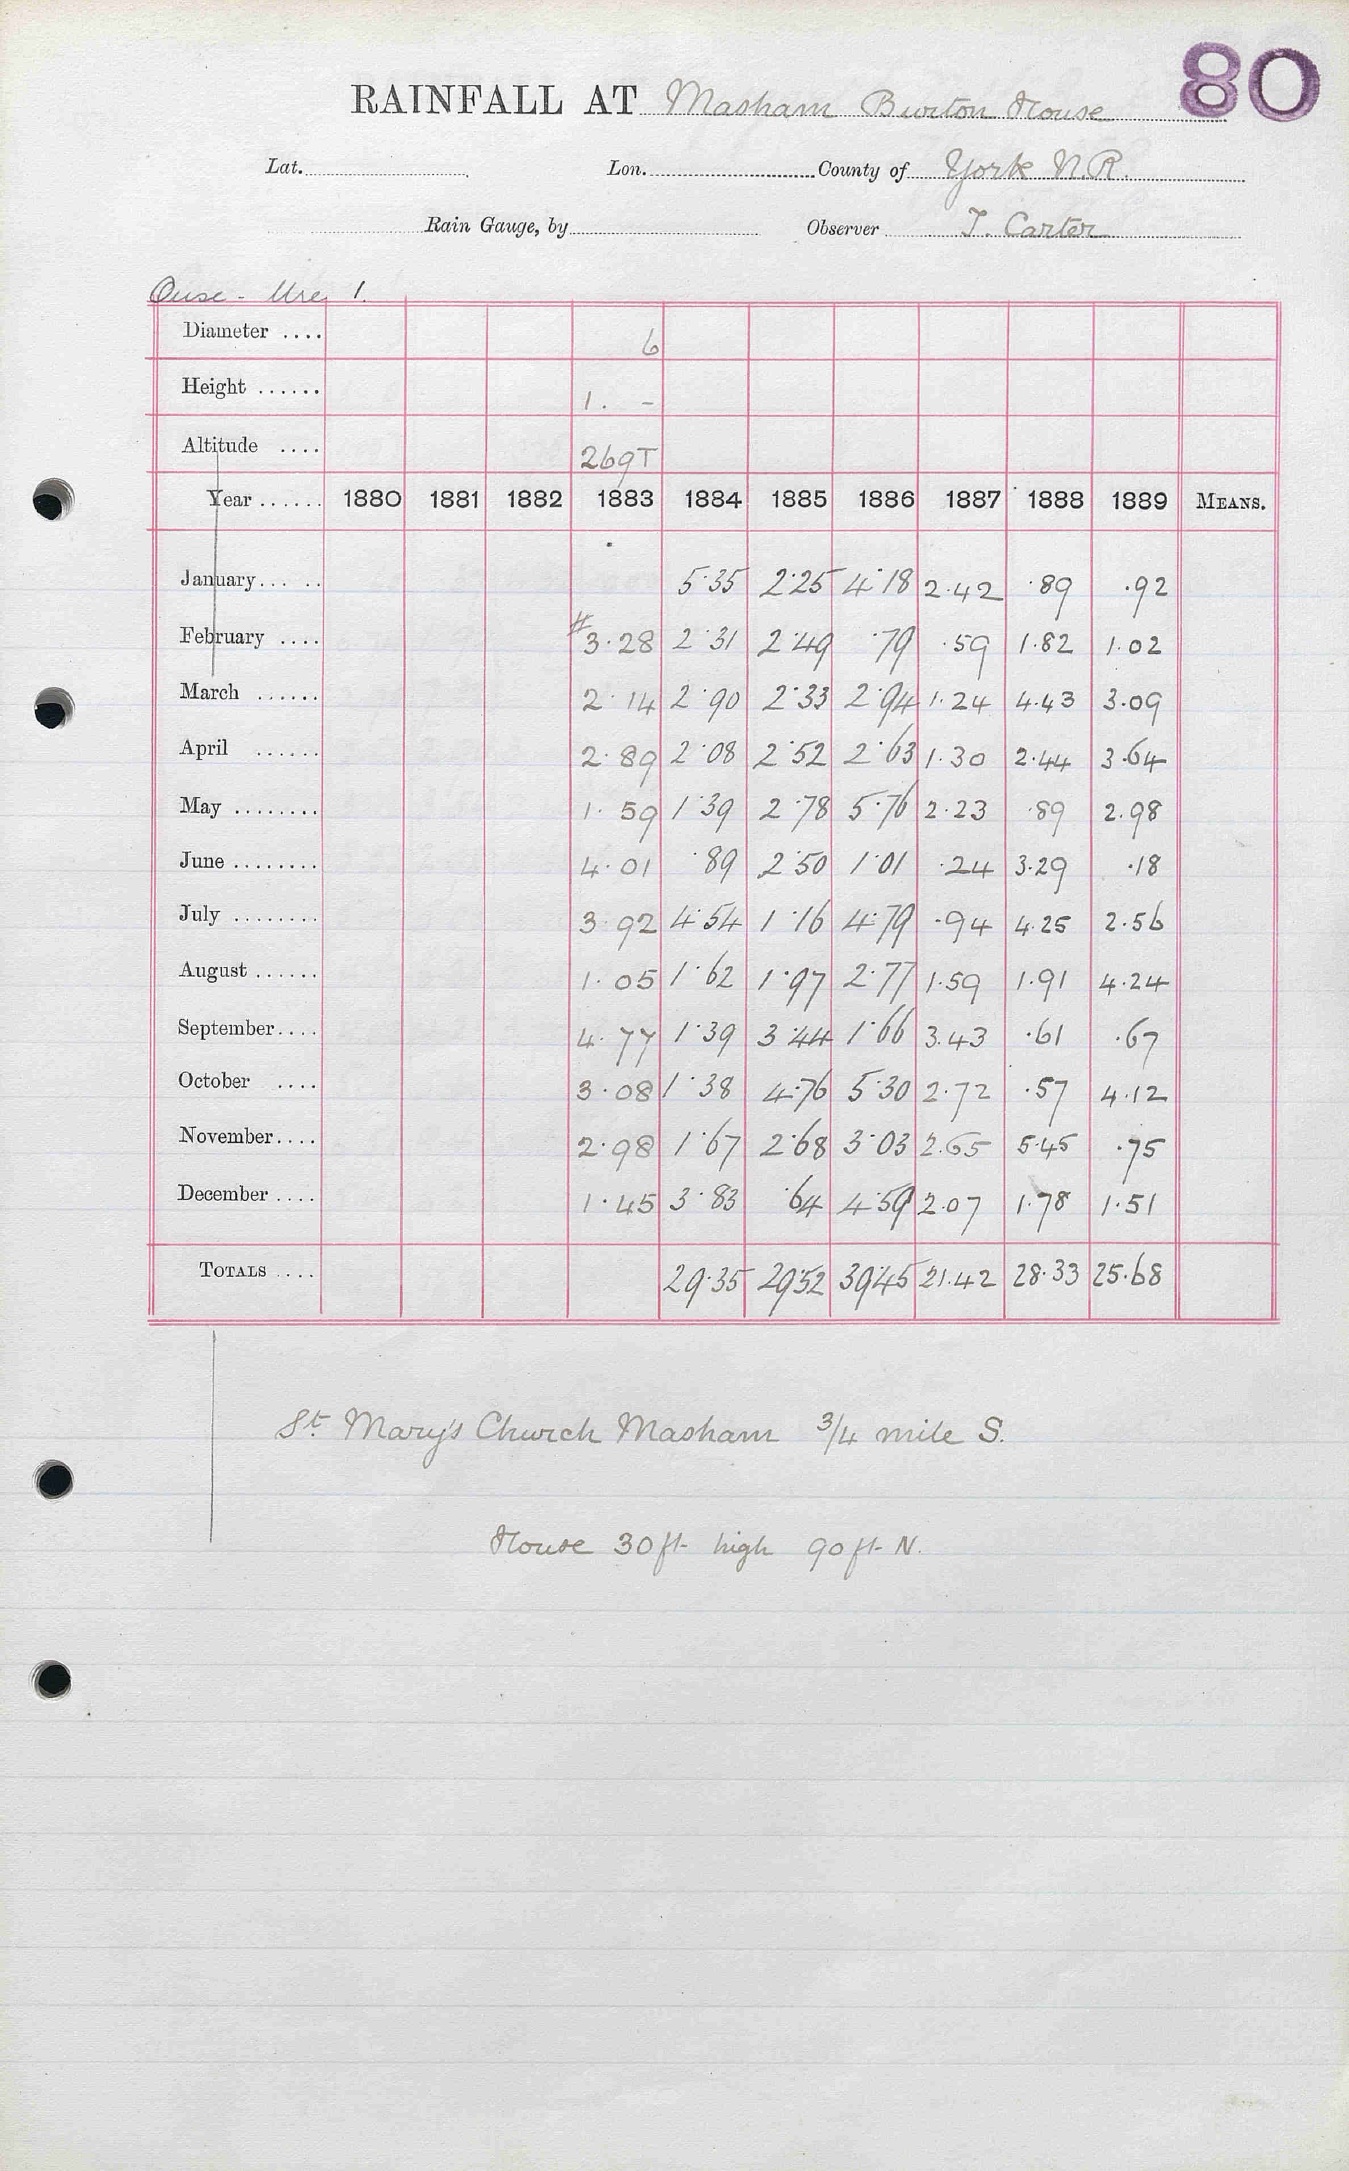 80
RAINFALL AT Masham Burton House
Lat. Lon. County of York N.R.
Rain Gauge, by Observer T. Carter
Ouse - Ure 1.
Diameter .... 6
Height ...... 1. -
Altitude .... 269T
Year ...... 1880 1881 1882 1883 1884 1885 1886 1887 1888 1889 MEANS.
January... .. 5·35 2·25 4·18 2.42 ·89 .92
February .... #3·28 2·31 2·49 ·79 ·59 1.82 1.02
March ...... 2·14 2·90 2·33 2·94 1.24 4.43 3.09
April ...... 2·89 2·08 2·52 2·63 1.30 2.44 3.64
May ........ 1·59 1·39 2·78 5·76 2.23 ·89 2.98
June ........ 4·01 ·89 2·50 1·01 ·24 3.29 ·18
July ........ 3·92 4·54 1·16 4·79 ·94 4.25 2.56
August ...... 1·05 1·62 1·97 2·77 1.59 1.91 4.24
September.... 4·77 1·39 3·44 1·66 3.43 ·61 .67
October .... 3·08 1·38 4·76 5·30 2.72 ·57 4.12
November.... 2·98 1·67 2·68 3·03 2.65 5.45 .75
December .... 1·45 3·83 ·64 4·59 2.07 1.78 1.51
TOTALS .... 29·35 29·52 39·45 21.42 28.33 25.68
St. Mary's Church Masham 3/4 mile S.
House 30ft- high 90ft- N.